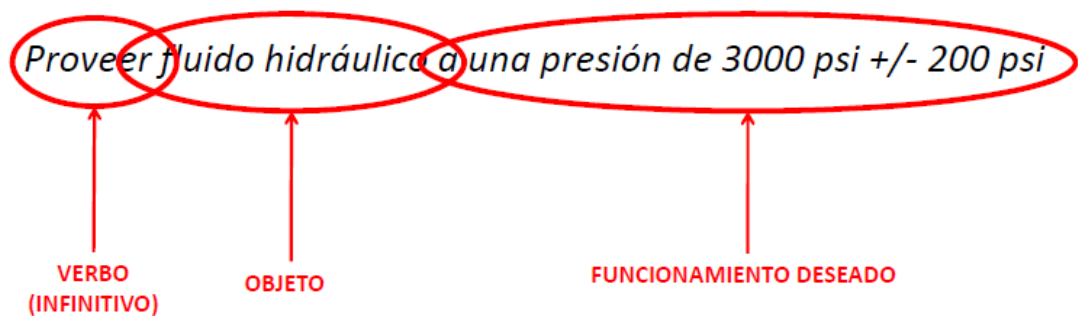 Proveer fluido hidráulico a una presión de 3000 psi +/- 200 psi
VERBO
(INFINITIVO)
OBJETO
FUNCIONAMIENTO DESEADO